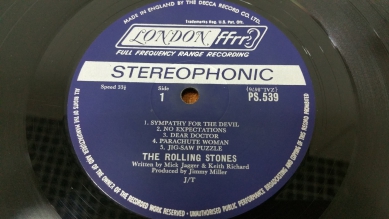 MADE IN ENGLAND BY THE DECCA RECORD CO. LTD.
Trademarks Reg. U.S. Pat. Off.
LONDON ffrr
FULL FREQUENCY RANGE RECORDING
STEREOPHONIC
Speed 33⅓
Side
1
PS.539
1. SYMPATHY FOR THE DEVIL
2. NO EXPECTATIONS
3. DEAR DOCTOR
4. PARACHUTE WOMAN
5. JIG-SAW PUZZLE
THE ROLLING STONES
Written by Mick Jagger & Keith Richard
Produced by Jimmy Miller
J/T
ALL RIGHTS OF THE MANUFACTURER AND OF THE OWNER OF THE RECORDED WORK RESERVED • UNAUTHORISED PUBLIC PERFORMANCE BROADCASTING AND COPYING OF THIS RECORD PROHIBITED